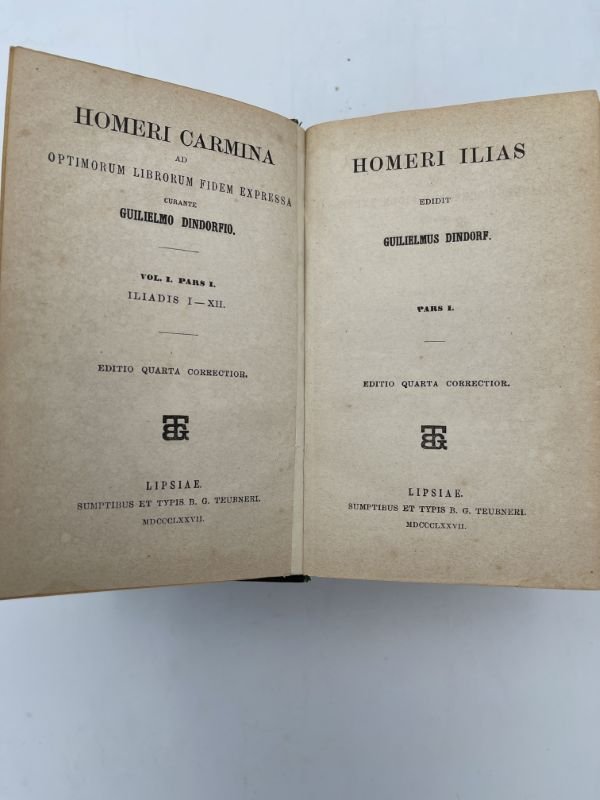 HOMERI CARMINA
AD
OPTIMORUM LIBRORUM FIDEM EXPRESSA
CURANTE
GUILIELMO DINDORFIO.
VOL. I. PARS I.
ILIADIS I—XII.
EDITIO QUARTA CORRECTIOR.
BTG
LIPSIAE.
SUMPTIBUS ET TYPIS B. G. TEUBNERI.
MDCCCLXXVII.
HOMERI ILIAS
EDIDIT
GUILIELMUS DINDORF.
PARS I.
EDITIO QUARTA CORRECTIOR.
BTG
LIPSIAE.
SUMPTIBUS ET TYPIS B. G. TEUBNERI.
MDCCCLXXVII.